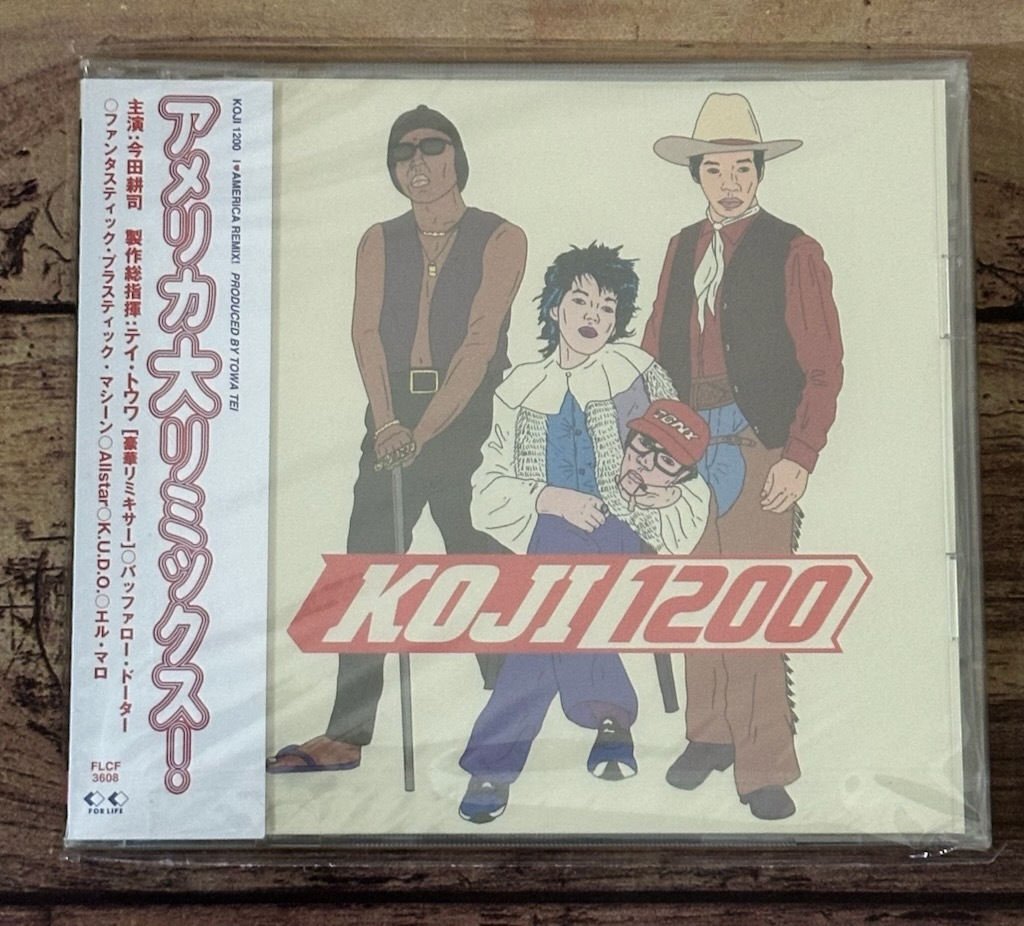 KOJI 1200 I♥AMERICA REMIX! PRODUCED BY TOWA TEI
アメリカ大リミックス!
主演:今田耕司 製作総指揮:テイ・トウワ [豪華リミキサー]○バッファロー・ドーター
○ファンタスティック・プラスティック・マシーン○Allstar○K.U.D.O.○エル・マロ
FLCF
3608
FOR LIFE
TONY
KOJI 1200